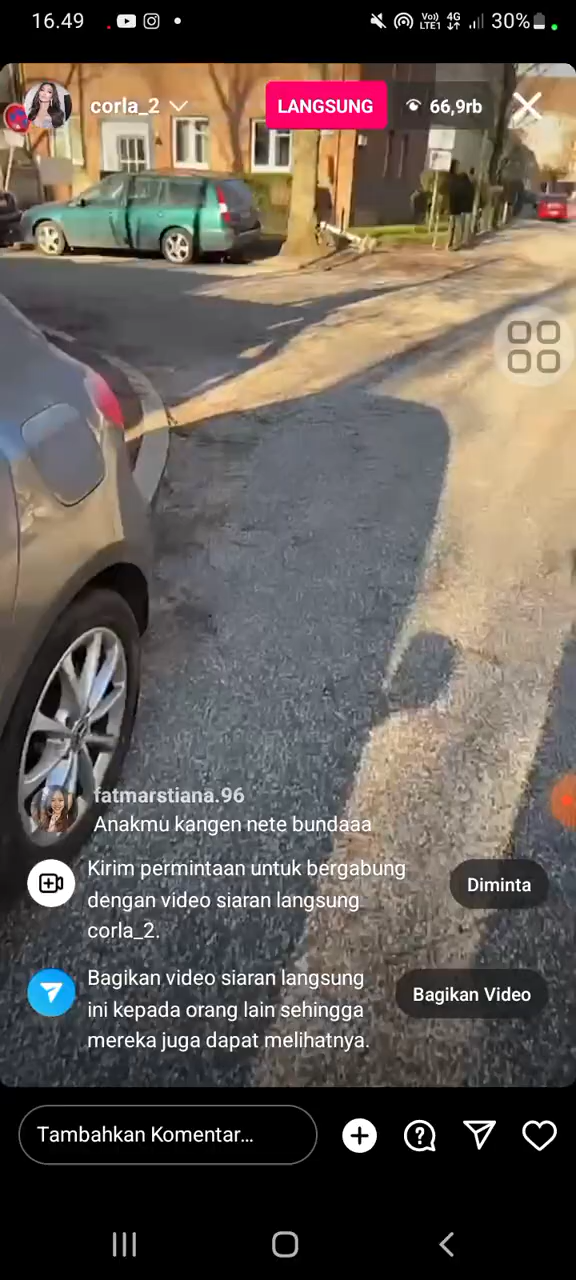 16.49
Vo)) 4G
LTE1
30%
corla_2
LANGSUNG
66,9rb
fatmarstiana.96
Anakmu kangen nete bundaaa
Kirim permintaan untuk bergabung
dengan video siaran langsung
corla_2.
Diminta
Bagikan video siaran langsung
ini kepada orang lain sehingga
mereka juga dapat melihatnya.
Bagikan Video
Tambahkan Komentar...